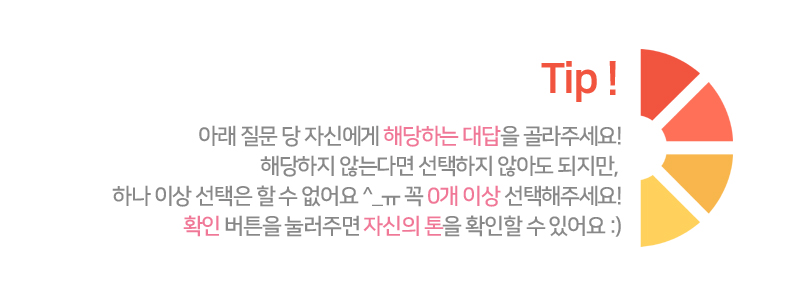 Tip !
아래 질문 당 자신에게 해당하는 대답을 골라주세요!
해당하지 않는다면 선택하지 않아도 되지만,
하나 이상 선택은 할 수 없어요 ^_ㅠ 꼭 0개 이상 선택해주세요!
확인 버튼을 눌러주면 자신의 톤을 확인할 수 있어요 :)